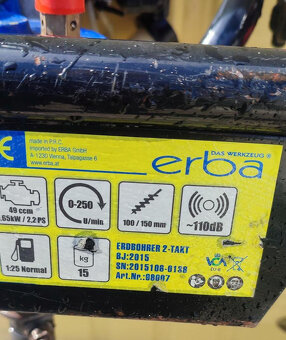 made in P.R.C.
imported by ERBA GmbH
A-1230 Vienna, Talpagasse 6
www.erba.at
DAS WERKZEUG
erba®
49 ccm
1.65kW / 2.2 PS
0-250
U/min
100 / 150 mm
~110dB
1:25 Normal
kg
15
ERDBOHRER 2-TAKT
BJ:2015
SN:2015106-0138
Art.Nr.:08007